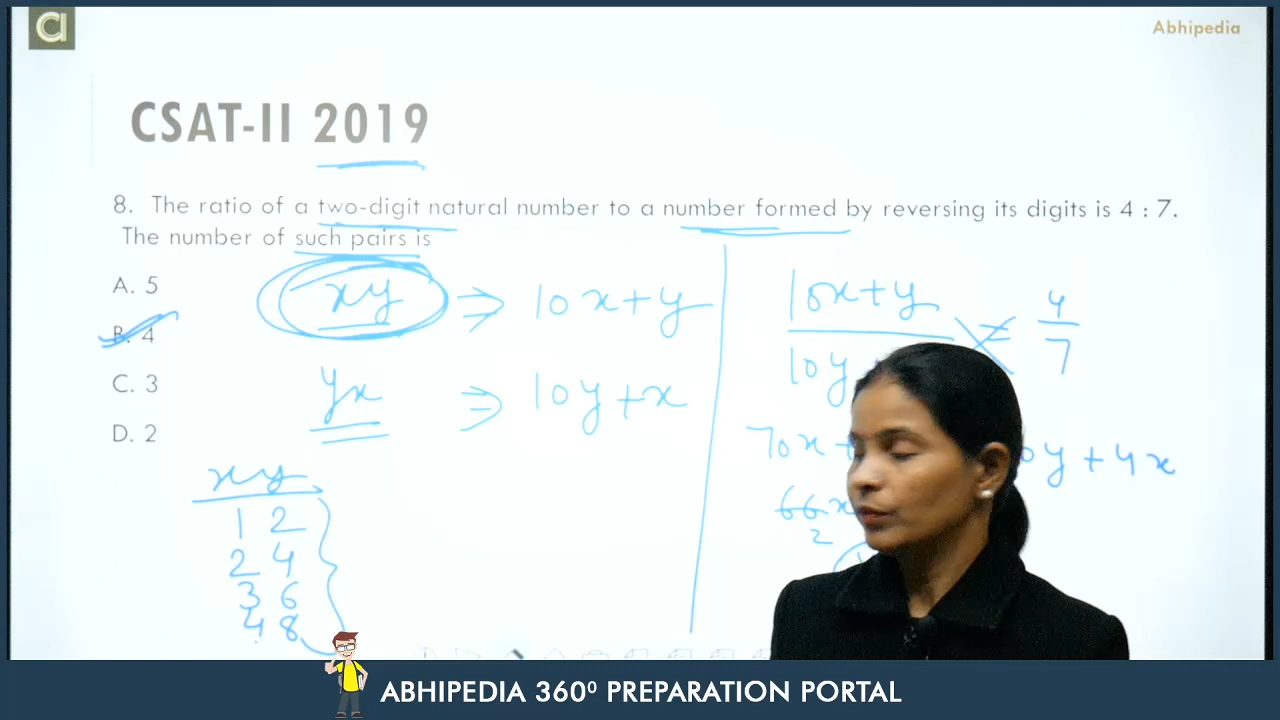 Abhipedia
CSAT-II 2019
8. The ratio of a two-digit natural number to a number formed by reversing its digits is 4 : 7.
The number of such pairs is
A. 5
B. 4
C. 3
D. 2
xy ⇒ 10x+y
yx ⇒ 10y+x
xy
1 2
2 4
3 6
4 8
10x+y = 4
10y 7
70x+ 0y+4x
66x
2
ABHIPEDIA 360⁰ PREPARATION PORTAL